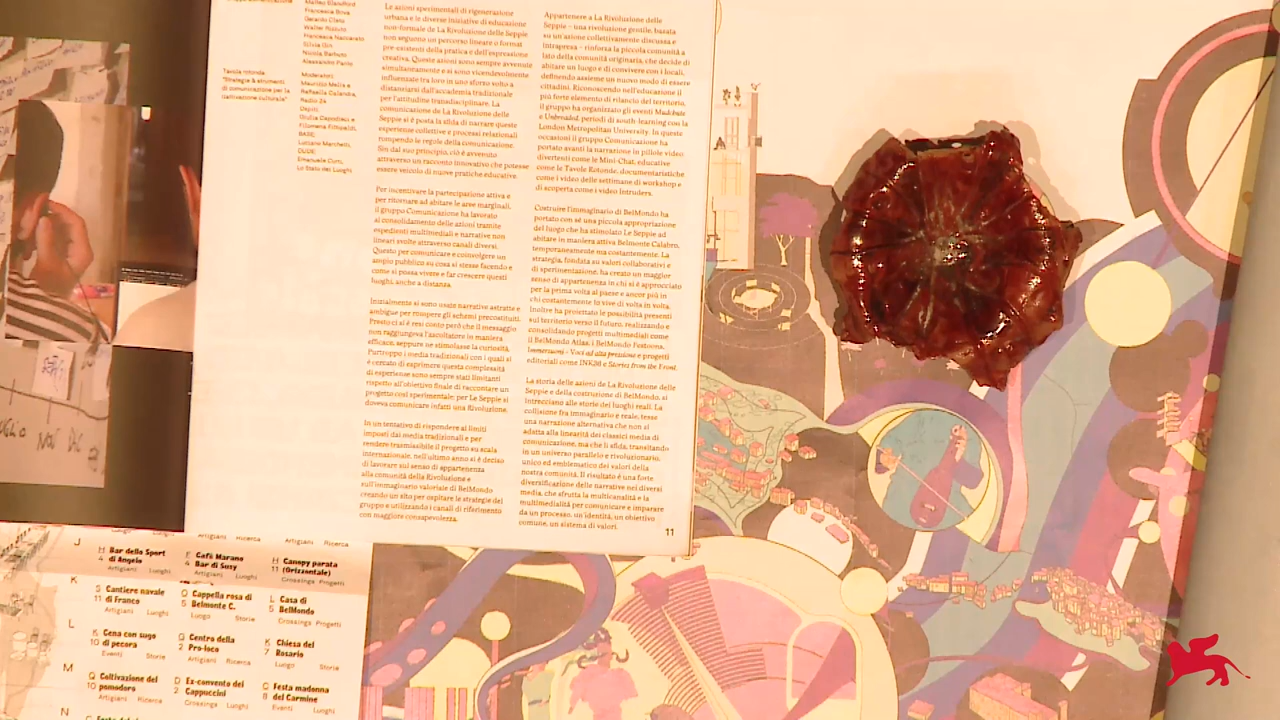 Francesca Bova
Gerardo Cleto
Nicola Barbuto
Tavola rotonda:
"Strategie & strumenti
di comunicazione per la
riattivazione culturale"
Moderatori
Radio ZA
Ospiti
BASE;
Luciano Marchetti,
DUDE;
Lo Stato dei Luoghi
Le azioni sperimentali di rigenerazione
urbana e le diverse iniziative di educazione
non-formale de La Rivoluzione delle Seppie
non seguono un percorso lineare o format
pre-esistenti della pratica e dell'espressione
creativa. Queste azioni sono sempre avvenute
simultaneamente e si sono vicendevolmente
influenzate fra loro in uno sforzo volto a
distanziarsi dall'accademia tradizionale
per l'attitudine transdisciplinare. La
comunicazione de La Rivoluzione delle
Seppie si è posta la sfida di narrare queste
esperienze collettive e processi relazionali
rompendo le regole della comunicazione.
Sin dal suo principio, ciò è avvenuto
attraverso un racconto innovativo che potesse
essere veicolo di nuove pratiche educative.
Per incentivare la partecipazione attiva e
per ritornare ad abitare le aree marginali,
il gruppo Comunicazione ha lavorato
al consolidamento delle azioni tramite
espedienti multimediali e narrative non
lineari svolte attraverso canali diversi.
Questo per comunicare e coinvolgere un
ampio pubblico su cosa si stesse facendo e
come si possa vivere e far crescere questi
luoghi, anche a distanza.
Inizialmente si sono usate narrative astratte e
ambigue per rompere gli schemi precostituiti.
Presto ci si è resi conto però che il messaggio
non raggiungeva l'ascoltatore in maniera
efficace, seppure ne stimolasse la curiosità.
Purtroppo i media tradizionali con i quali si
è cercato di esprimere questa complessità
di esperienze sono sempre stati limitanti
rispetto all'obiettivo finale di raccontare un
progetto così sperimentale; per Le Seppie si
doveva comunicare infatti una Rivoluzione.
In un tentativo di rispondere ai limiti
imposti dai media tradizionali e per
rendere trasmissibile il progetto su scala
internazionale, nell'ultimo anno si è deciso
di lavorare sul senso di appartenenza
alla comunità della Rivoluzione e
sull'immaginario valoriale di BelMondo
creando un sito per ospitare le strategie del
gruppo e utilizzando i canali di riferimento
con maggiore consapevolezza.
Appartenere a La Rivoluzione delle
Seppie – una rivoluzione gentile, basata
su un'azione collettivamente discussa e
intrapresa – rinforza la piccola comunità a
lato della comunità originaria, che decide di
abitare un luogo e di convivere con i locali,
definendo assieme un nuovo modo di essere
cittadini. Riconoscendo nell'educazione il
più forte elemento di rilancio del territorio,
il gruppo ha organizzato gli eventi Mudchute
e Unbreaded, periodi di south-learning con la
London Metropolitan University. In queste
occasioni il gruppo Comunicazione ha
portato avanti la narrazione in pillole video
divertenti come le Mini-Chat, educative
come le Tavole Rotonde, documentaristiche
come i video delle settimane di workshop e
di scoperta come i video Intruders.
Costruire l'immaginario di BelMondo ha
portato con sé una piccola appropriazione
del luogo che ha stimolato Le Seppie ad
abitare in maniera attiva Belmonte Calabro,
temporaneamente ma costantemente. La
strategia, fondata su valori collaborativi e
di sperimentazione, ha creato un maggior
senso di appartenenza in chi si è approcciato
per la prima volta al paese e ancor più in
chi costantemente lo vive di volta in volta.
Inoltre ha proiettato le possibilità presenti
sul territorio verso il futuro, realizzando e
consolidando progetti multimediali come
il BelMondo Atlas, i BelMondo Festoons,
Immersioni - Voci ad alta pressione e progetti
editoriali come INK88 e Stories from the Front.
La storia delle azioni de La Rivoluzione delle
Seppie e della costruzione di BelMondo, si
intrecciano alle storie dei luoghi reali. La
collisione fra immaginario e reale, tesse
una narrazione alternativa che non si
adatta alla linearità dei classici media di
comunicazione, ma che li sfida, transitando
in un universo parallelo e rivoluzionario,
unico ed emblematico dei valori della
nostra comunità. Il risultato è una forte
diversificazione delle narrative nei diversi
media, che sfrutta la multicanalità e la
multimedialità per comunicare e imparare
da un processo, un'identità, un obiettivo
comune, un sistema di valori.
11
Artigiani Ricerca
Artigiani Ricerca
J
H 4 Bar dello Sport di Angelo
Artigiani Luoghi
E 4 Cafè Marano Bar di Suzy
Artigiani Luoghi
H 11 Canopy parata (Orizzontale)
Crossings Progetti
K
S 11 Cantiere navale di Franco
Artigiani Luoghi
O 5 Cappella rosa di Belmonte C.
Luogo Storie
L 5 Casa di BelMondo
Crossings Progetti
L
K 10 Cena con sugo di pecora
Eventi Storie
Q 2 Centro della Pro-loco
Artigiani Ricerca
K 7 Chiesa del Rosario
Luogo Storie
M
Q 10 Coltivazione del pomodoro
Artigiani Ricerca
D 2 Ex-convento dei Cappuccini
Crossings Luoghi
G 8 Festa madonna del Carmine
Eventi Luoghi
N